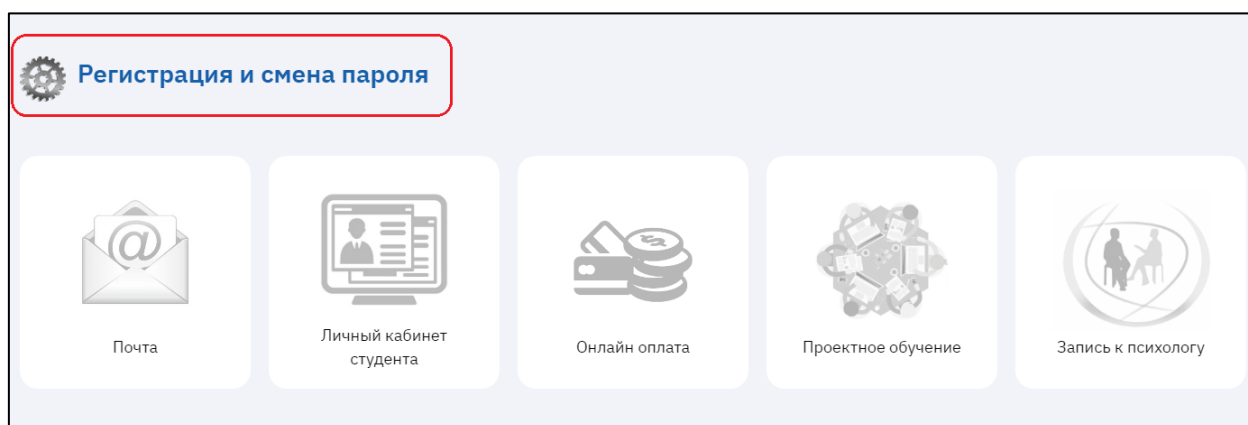 Регистрация и смена пароля
@
Почта
Личный кабинет
студента
Онлайн оплата
Проектное обучение
Запись к психологу